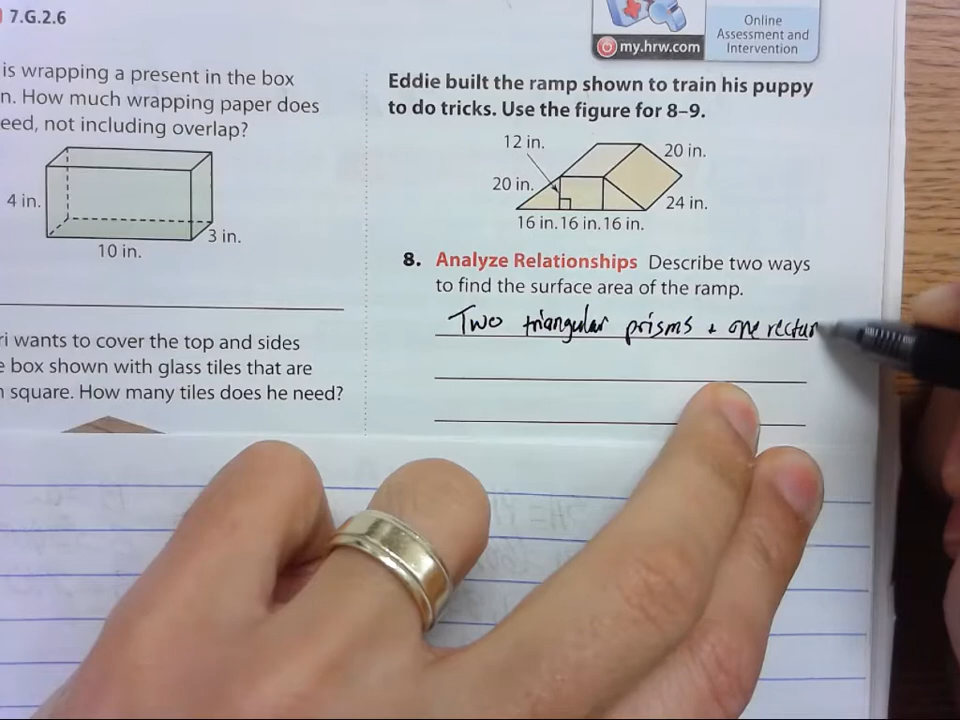 7.G.2.6
my.hrw.com
Online
Assessment and
Intervention
is wrapping a present in the box
n. How much wrapping paper does
eed, not including overlap?
4 in.
10 in.
3 in.
ri wants to cover the top and sides
e box shown with glass tiles that are
square. How many tiles does he need?
Eddie built the ramp shown to train his puppy
to do tricks. Use the figure for 8–9.
12 in.
20 in.
20 in.
24 in.
16 in. 16 in. 16 in.
8. Analyze Relationships Describe two ways
to find the surface area of the ramp.
Two triangular prisms + one rectan